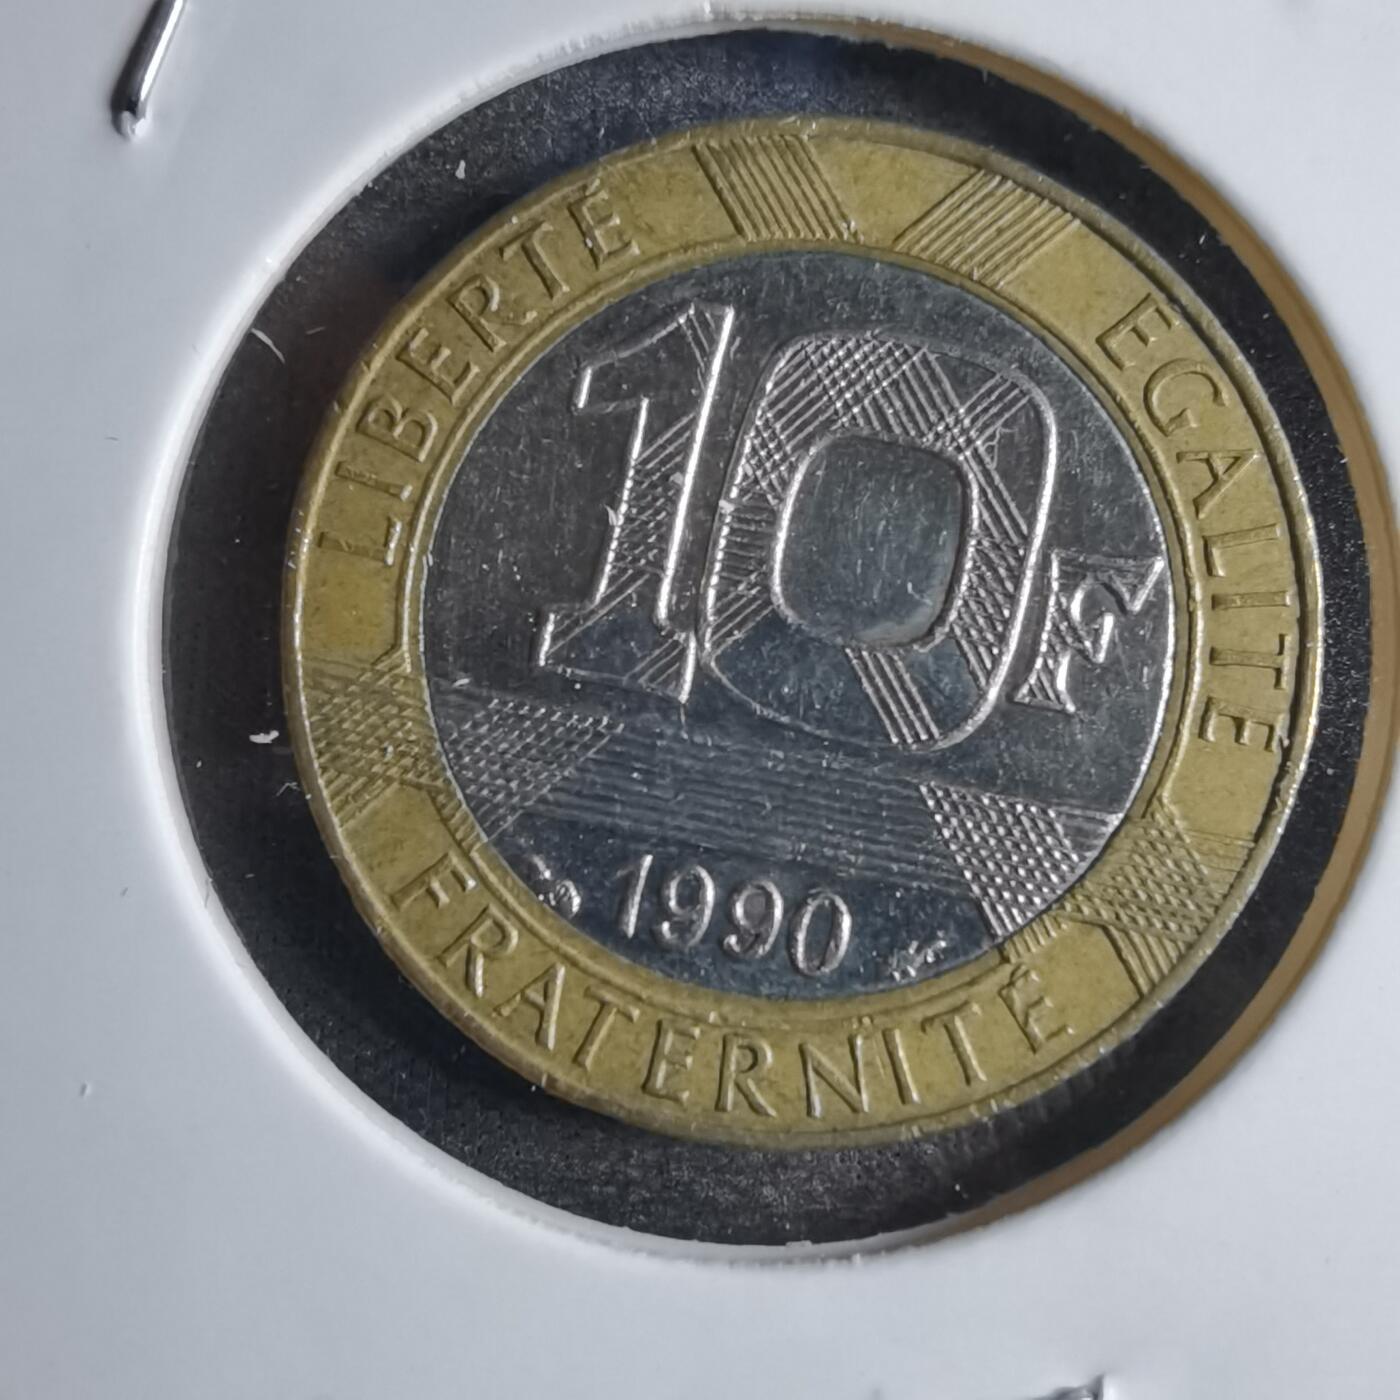 LIBERTÉ
EGALITÉ
10F
1990
FRATERNITÉ